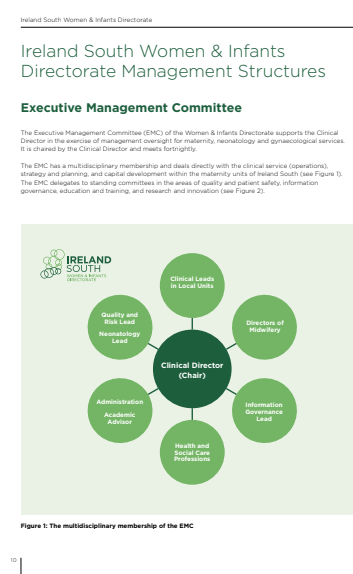 Ireland South Women & Infants Directorate
Ireland South Women & Infants
Directorate Management Structures
Executive Management Committee
The Executive Management Committee (EMC) of the Women & Infants Directorate supports the Clinical
Director in the exercise of management oversight for maternity, neonatology and gynaecological services.
It is chaired by the Clinical Director and meets fortnightly.
The EMC has a multidisciplinary membership and deals directly with the clinical service (operations),
strategy and planning, and capital development within the maternity units of Ireland South (see Figure 1).
The EMC delegates to standing committees in the areas of quality and patient safety, information
governance, education and training, and research and innovation (see Figure 2).
IRELAND
SOUTH
WOMEN & INFANTS
DIRECTORATE
Clinical Leads
in Local Units
Quality and
Risk Lead
Neonatology
Lead
Directors of
Midwifery
Clinical Director
(Chair)
Administration
Academic
Advisor
Information
Governance
Lead
Health and
Social Care
Professions
Figure 1: The multidisciplinary membership of the EMC
10